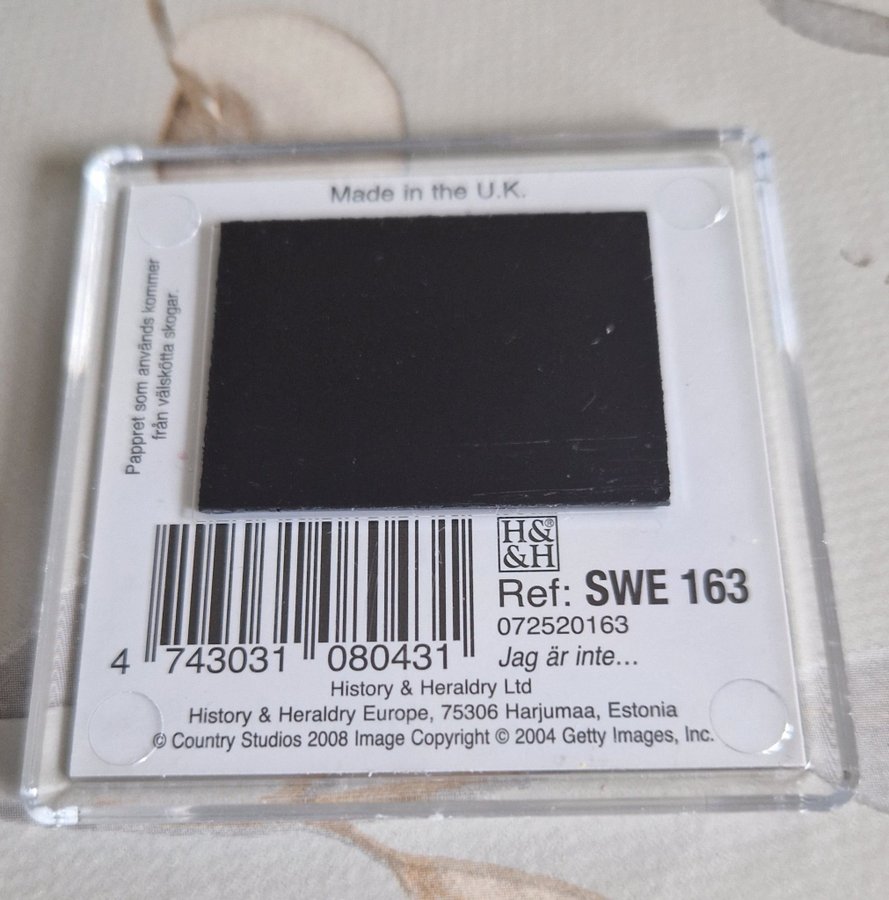 Made in the U.K.
Pappret som används kommer
från välskötta skogar.
H&®
&H
Ref: SWE 163
072520163
Jag är inte...
4 743031 080431
History & Heraldry Ltd
History & Heraldry Europe, 75306 Harjumaa, Estonia
© Country Studios 2008 Image Copyright © 2004 Getty Images, Inc.